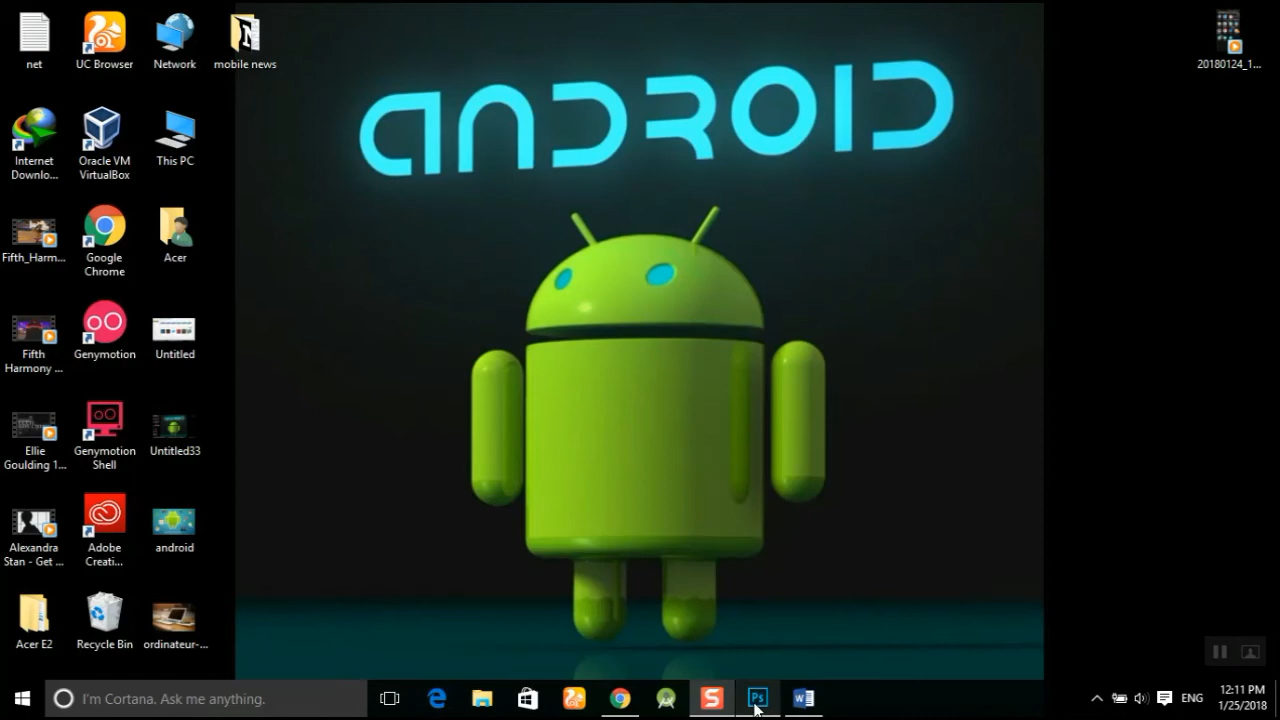 net
UC Browser
Network
mobile news
20180124_1...
ANDROID
Internet
Downlo...
Oracle VM
VirtualBox
This PC
Fifth_Harm...
Google
Chrome
Acer
Fifth
Harmony ...
Genymotion
Untitled
Ellie
Goulding 1...
Genymotion
Shell
Untitled33
Alexandra
Stan - Get ...
Adobe
Creati...
android
Acer E2
Recycle Bin
ordinateur-...
I'm Cortana. Ask me anything.
S
Ps
W
ENG
12:11 PM
1/25/2018